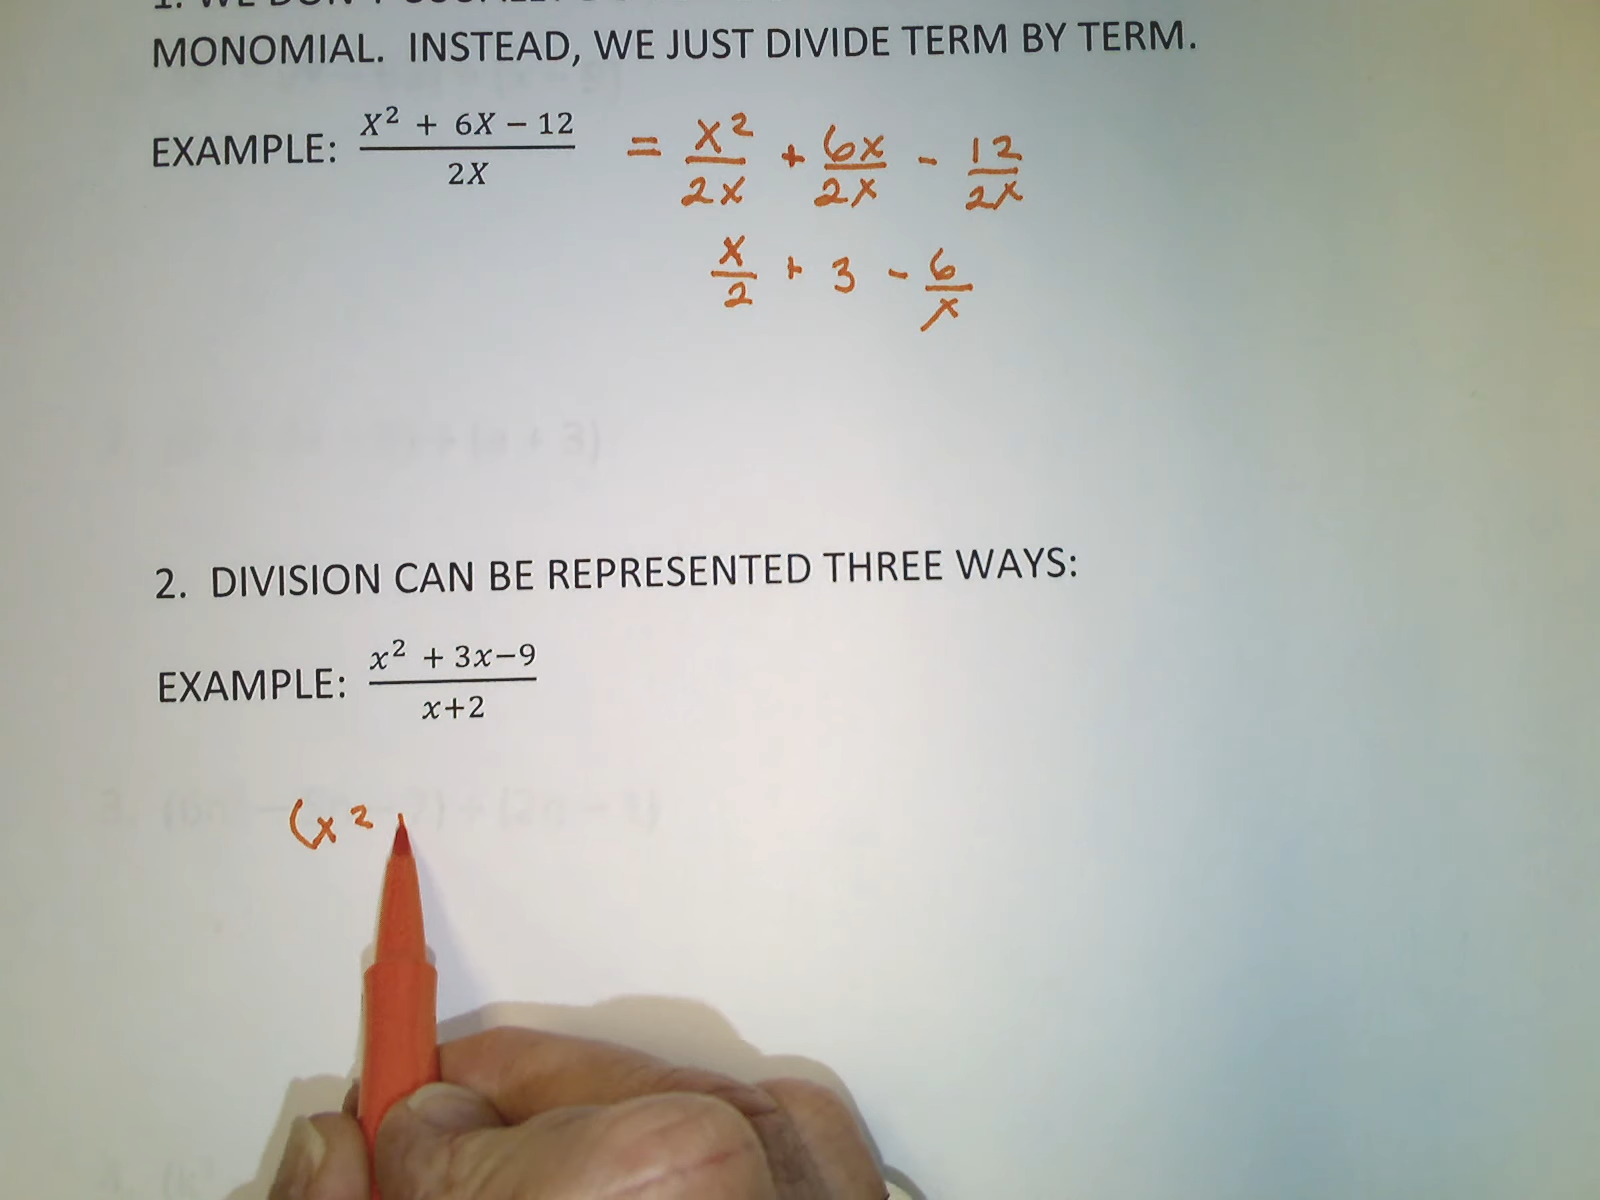 MONOMIAL. INSTEAD, WE JUST DIVIDE TERM BY TERM.
EXAMPLE: (X² + 6X − 12)/(2X) = X²/2X + 6X/2X - 12/2X
X/2 + 3 - 6/X
2. DIVISION CAN BE REPRESENTED THREE WAYS:
EXAMPLE: (x² + 3x−9)/(x+2)
(x²